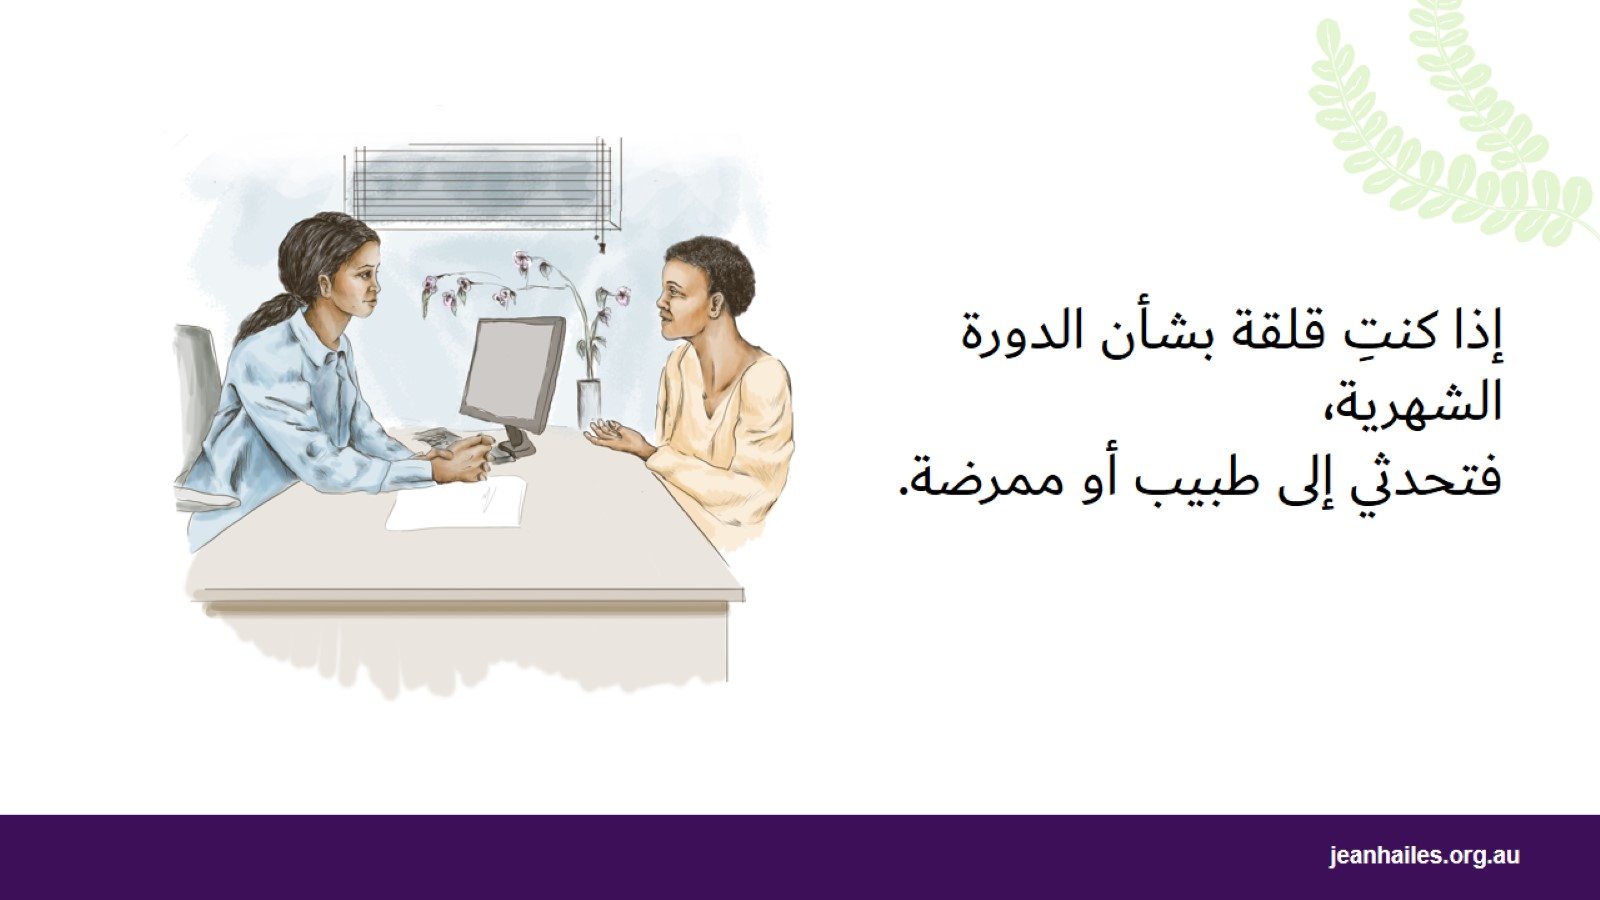 إذا كنتِ قلقة بشأن الدورة
الشهرية،
فتحدثي إلى طبيب أو ممرضة.
jeanhailes.org.au